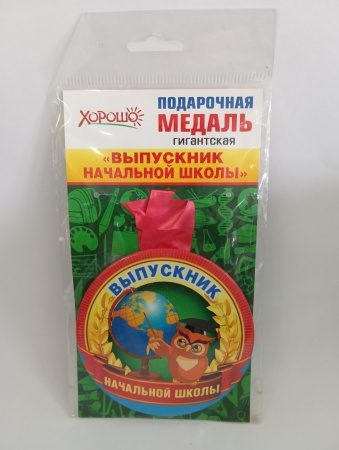 ХОРОШО
ПОДАРОЧНАЯ
МЕДАЛЬ
ГИГАНТСКАЯ
«ВЫПУСКНИК
НАЧАЛЬНОЙ ШКОЛЫ»
ВЫПУСКНИК
НАЧАЛЬНОЙ ШКОЛЫ